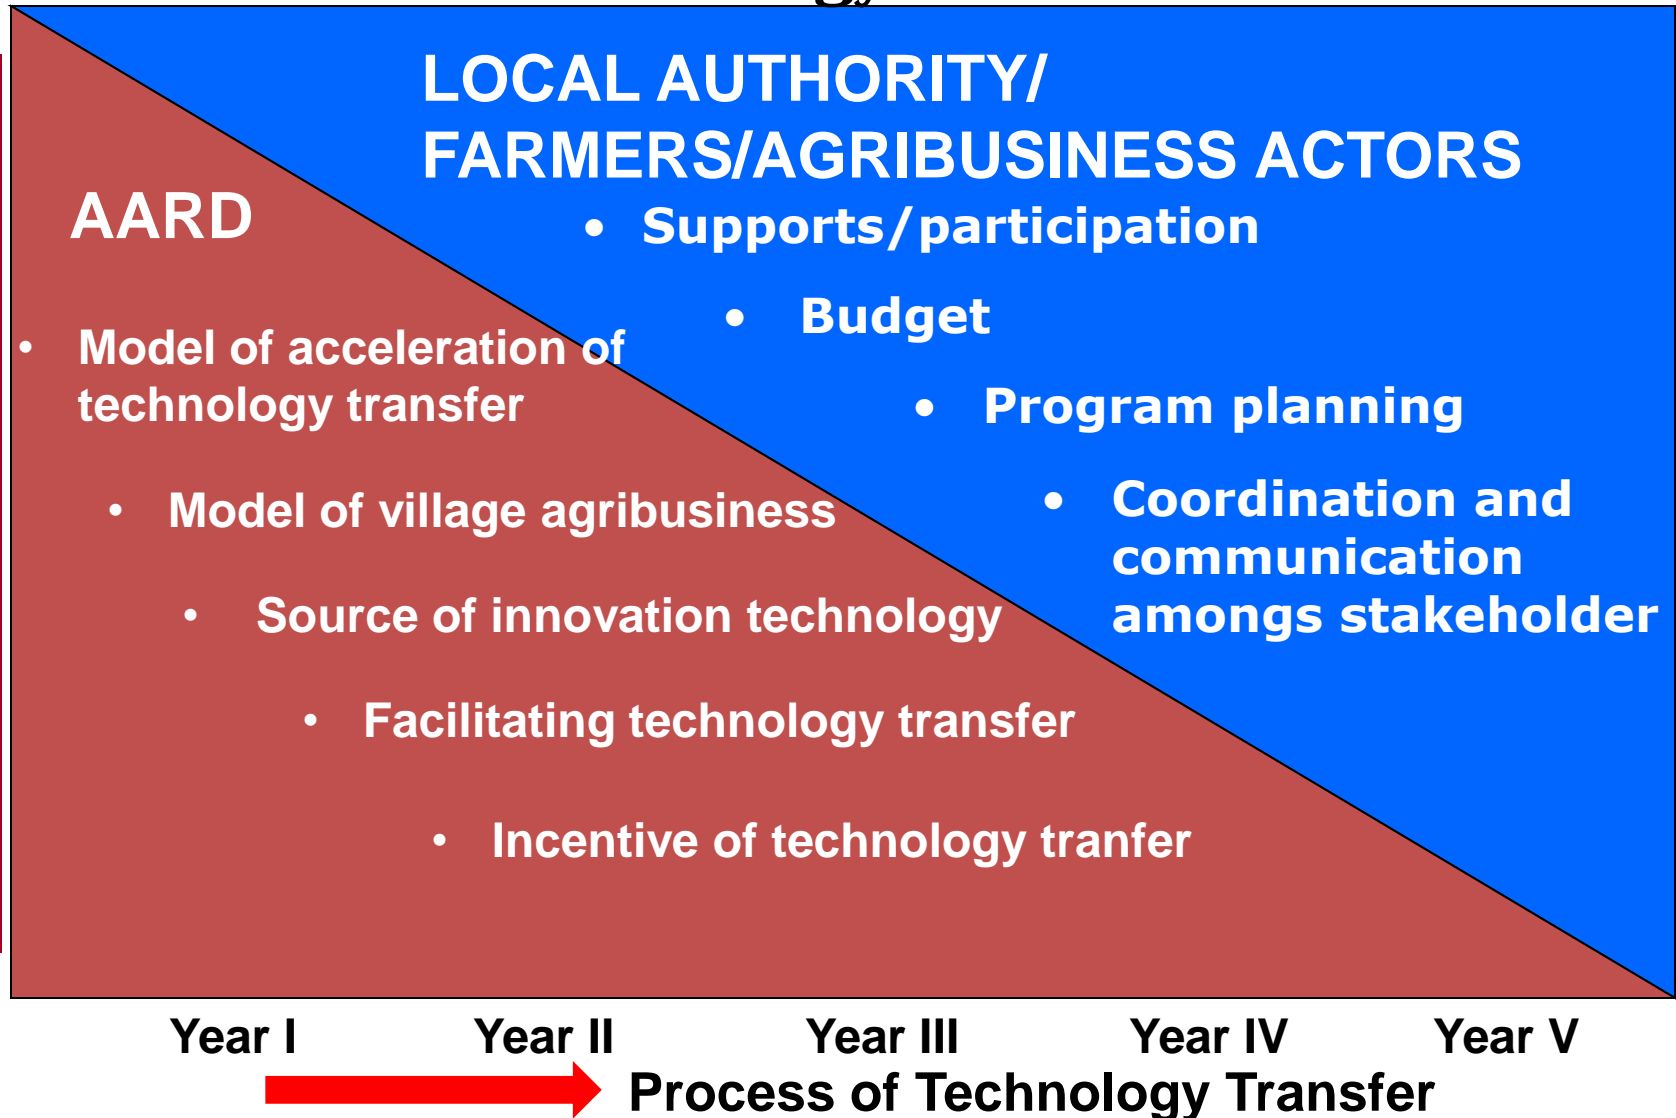 LOCAL AUTHORITY/
FARMERS/AGRIBUSINESS ACTORS
• Supports/participation
• Budget
• Program planning
• Coordination and
communication
amongs stakeholder
AARD
• Model of acceleration of
technology transfer
• Model of village agribusiness
• Source of innovation technology
• Facilitating technology transfer
• Incentive of technology tranfer
Year I Year II Year III Year IV Year V
Process of Technology Transfer